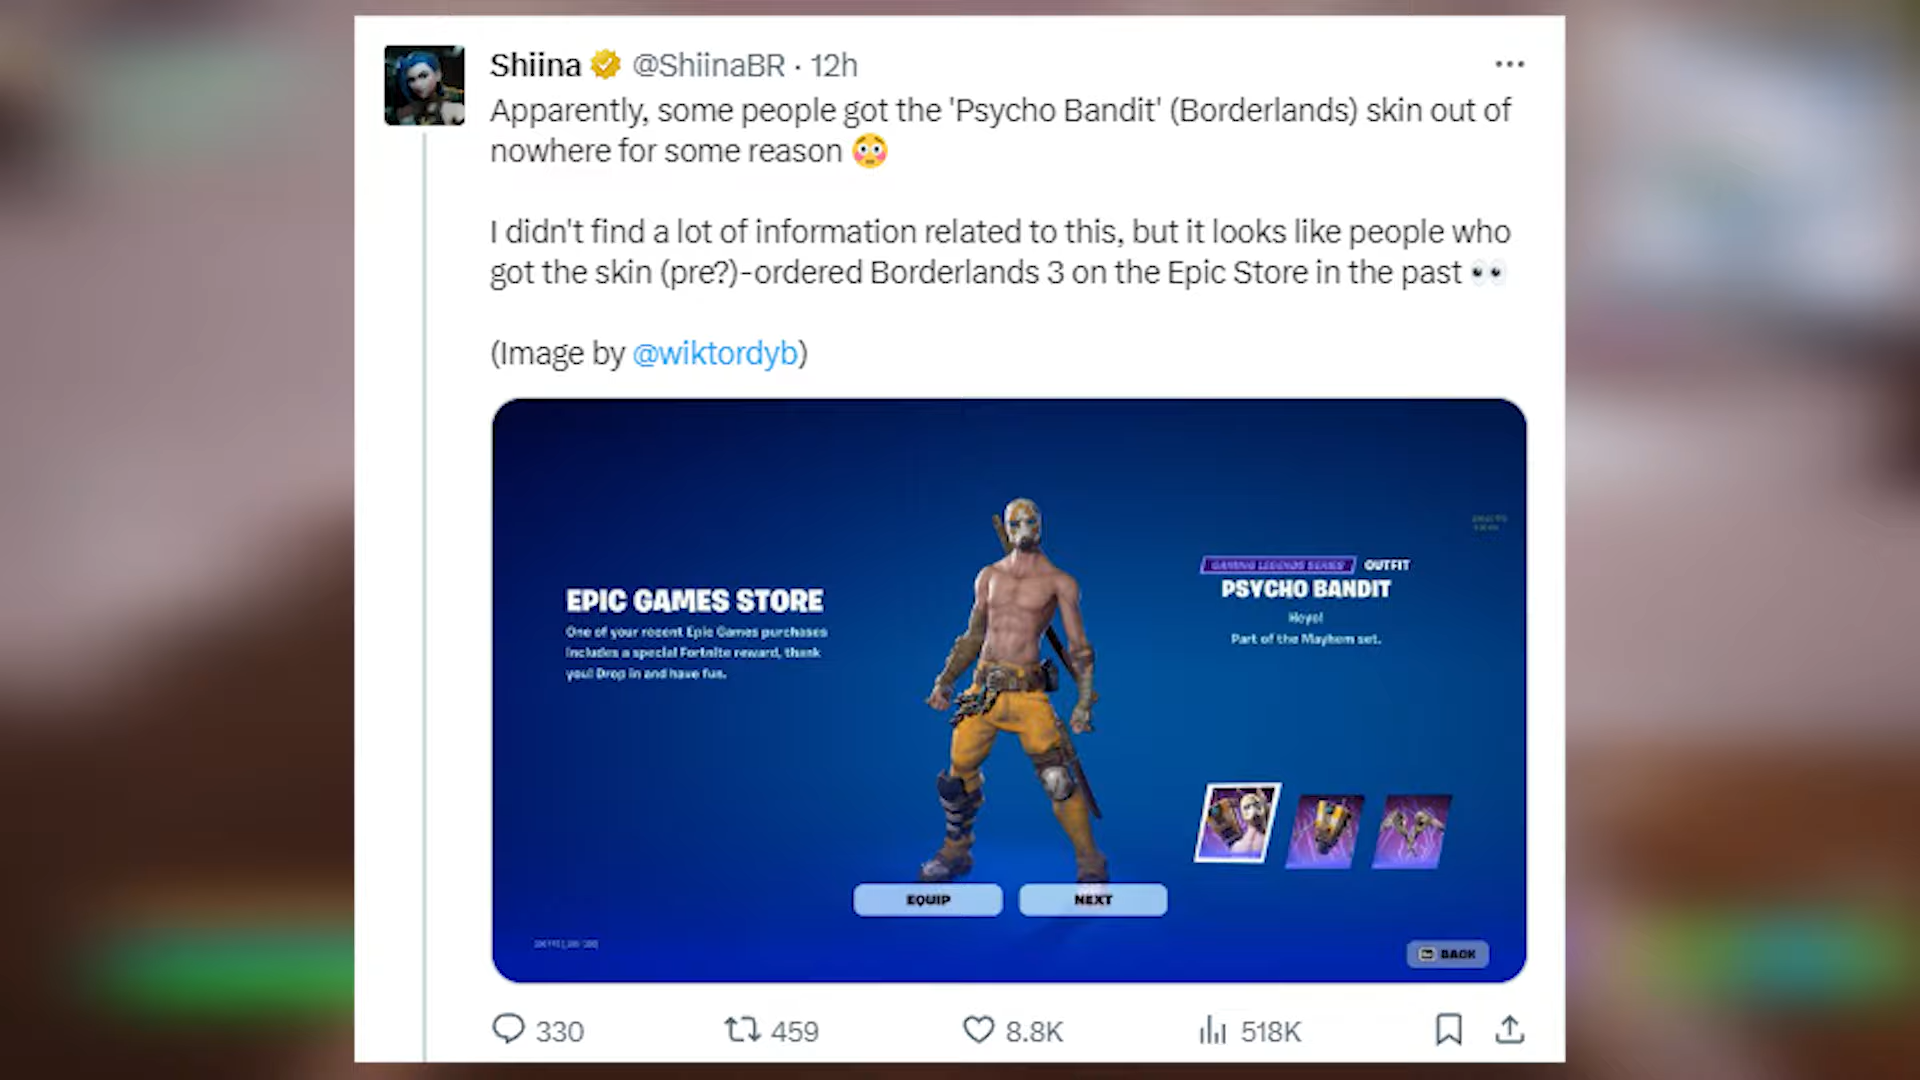 Shiina @ShiinaBR · 12h
Apparently, some people got the 'Psycho Bandit' (Borderlands) skin out of
nowhere for some reason 😳
I didn't find a lot of information related to this, but it looks like people who
got the skin (pre?)-ordered Borderlands 3 on the Epic Store in the past 👀
(Image by @wiktordyb)
EPIC GAMES STORE
One of your recent Epic Games purchases
includes a special Fortnite reward, thank
you! Drop in and have fun.
GAMING LEGENDS SERIES OUTFIT
PSYCHO BANDIT
Heyo!
Part of the Mayhem set.
EQUIP
NEXT
BACK
330
459
8.8K
518K